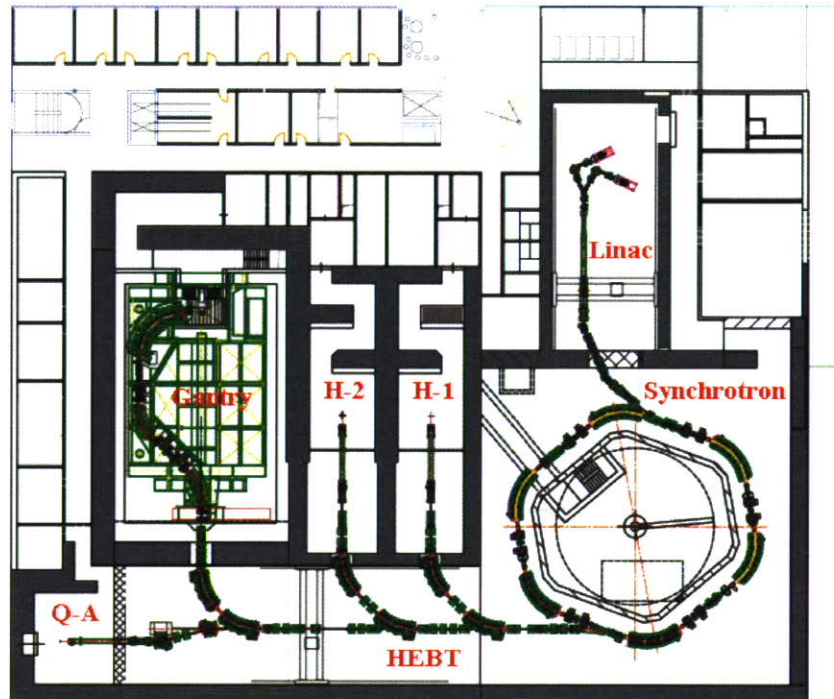 Linac
H-2
H-1
Synchrotron
Gantry
Q-A
HEBT